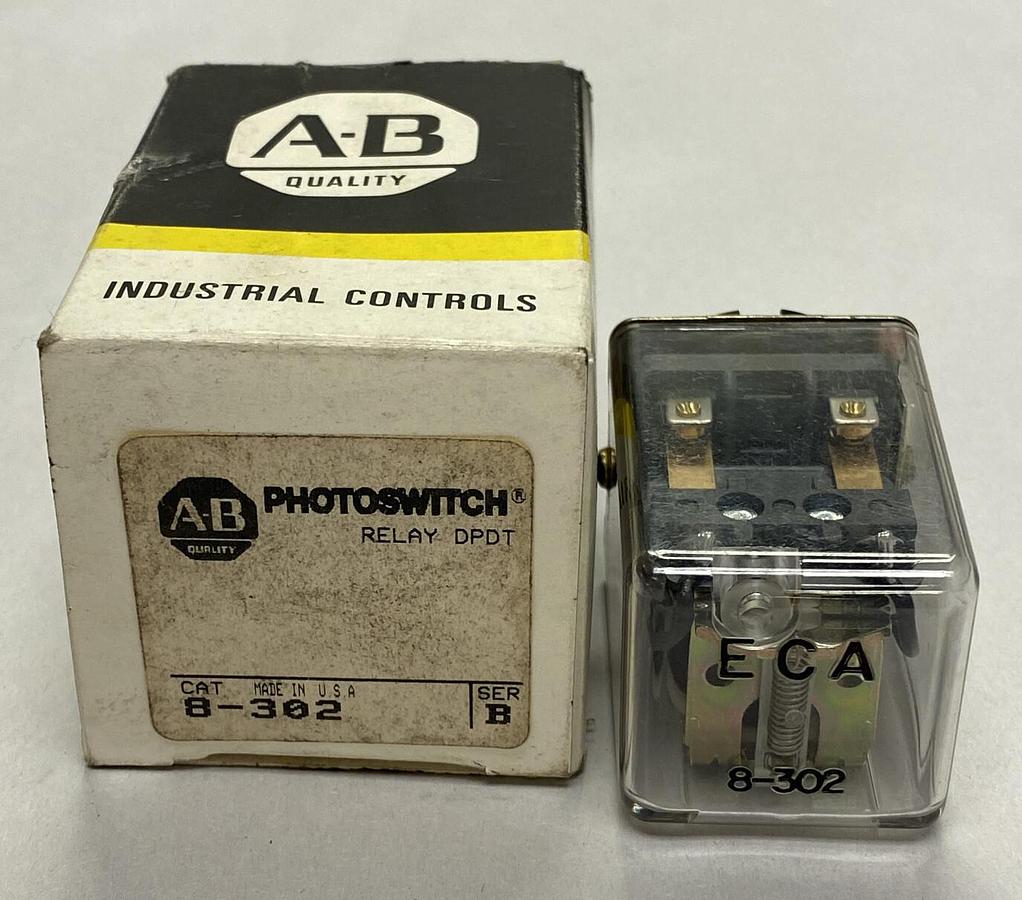 A-B
QUALITY
INDUSTRIAL CONTROLS
A-B
QUALITY
PHOTOSWITCH®
RELAY DPDT
CAT MADE IN U.S.A
8-302
SER
B
ECA
8-302